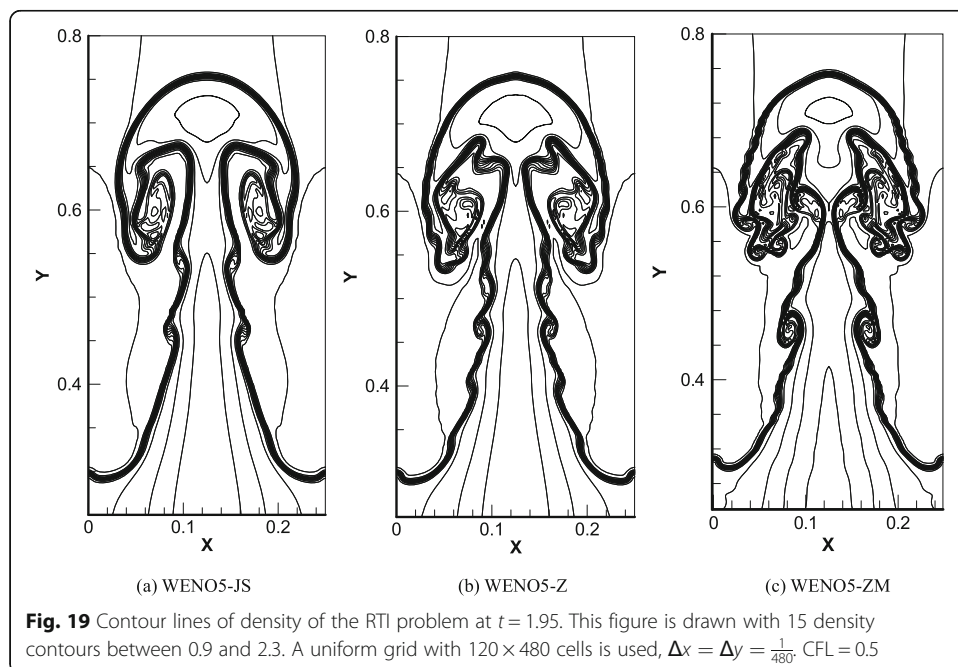 0.8
0.6
0.4
Y
0
0.1
0.2
X
(a) WENO5-JS
0.8
0.6
0.4
Y
0
0.1
0.2
X
(b) WENO5-Z
0.8
0.6
0.4
Y
0
0.1
0.2
X
(c) WENO5-ZM
Fig. 19 Contour lines of density of the RTI problem at t = 1.95. This figure is drawn with 15 density
contours between 0.9 and 2.3. A uniform grid with 120 × 480 cells is used, Δx = Δy = 1/480. CFL = 0.5